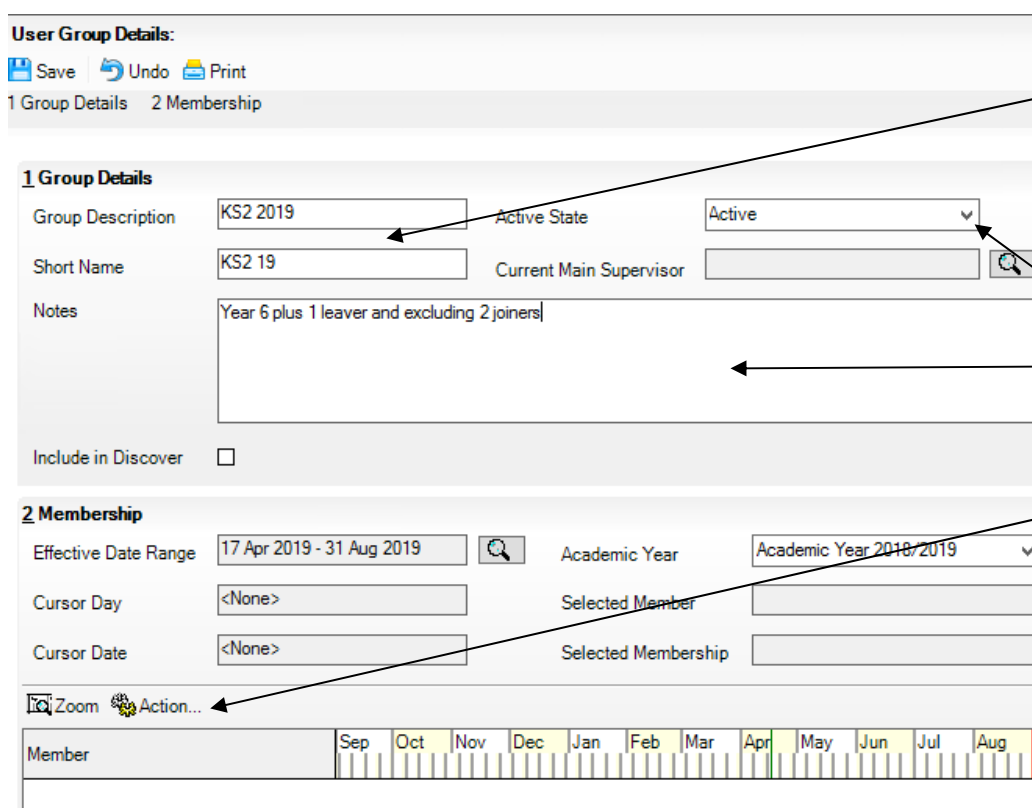 User Group Details:
Save Undo Print
1 Group Details 2 Membership
1 Group Details
Group Description KS2 2019 Active State Active
Short Name KS2 19 Current Main Supervisor
Notes Year 6 plus 1 leaver and excluding 2 joiners
Include in Discover
2 Membership
Effective Date Range 17 Apr 2019 - 31 Aug 2019 Academic Year Academic Year 2018/2019
Cursor Day <None> Selected Member
Cursor Date <None> Selected Membership
Zoom Action...
Member Sep Oct Nov Dec Jan Feb Mar Apr May Jun Jul Aug